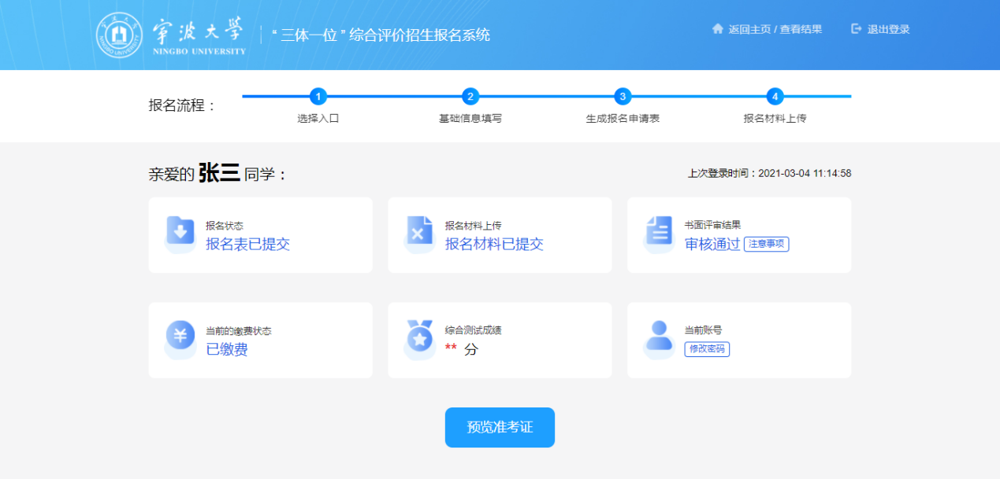 宁波大学
NINGBO UNIVERSITY
“三体一位”综合评价招生报名系统
返回主页 / 查看结果
退出登录
报名流程：
1
2
3
4
选择入口
基础信息填写
生成报名申请表
报名材料上传
亲爱的 张三 同学：
上次登录时间：2021-03-04 11:14:58
报名状态
报名表已提交
报名材料上传
报名材料已提交
书面评审结果
审核通过 注意事项
当前的缴费状态
已缴费
综合测试成绩
** 分
当前账号
修改密码
预览准考证